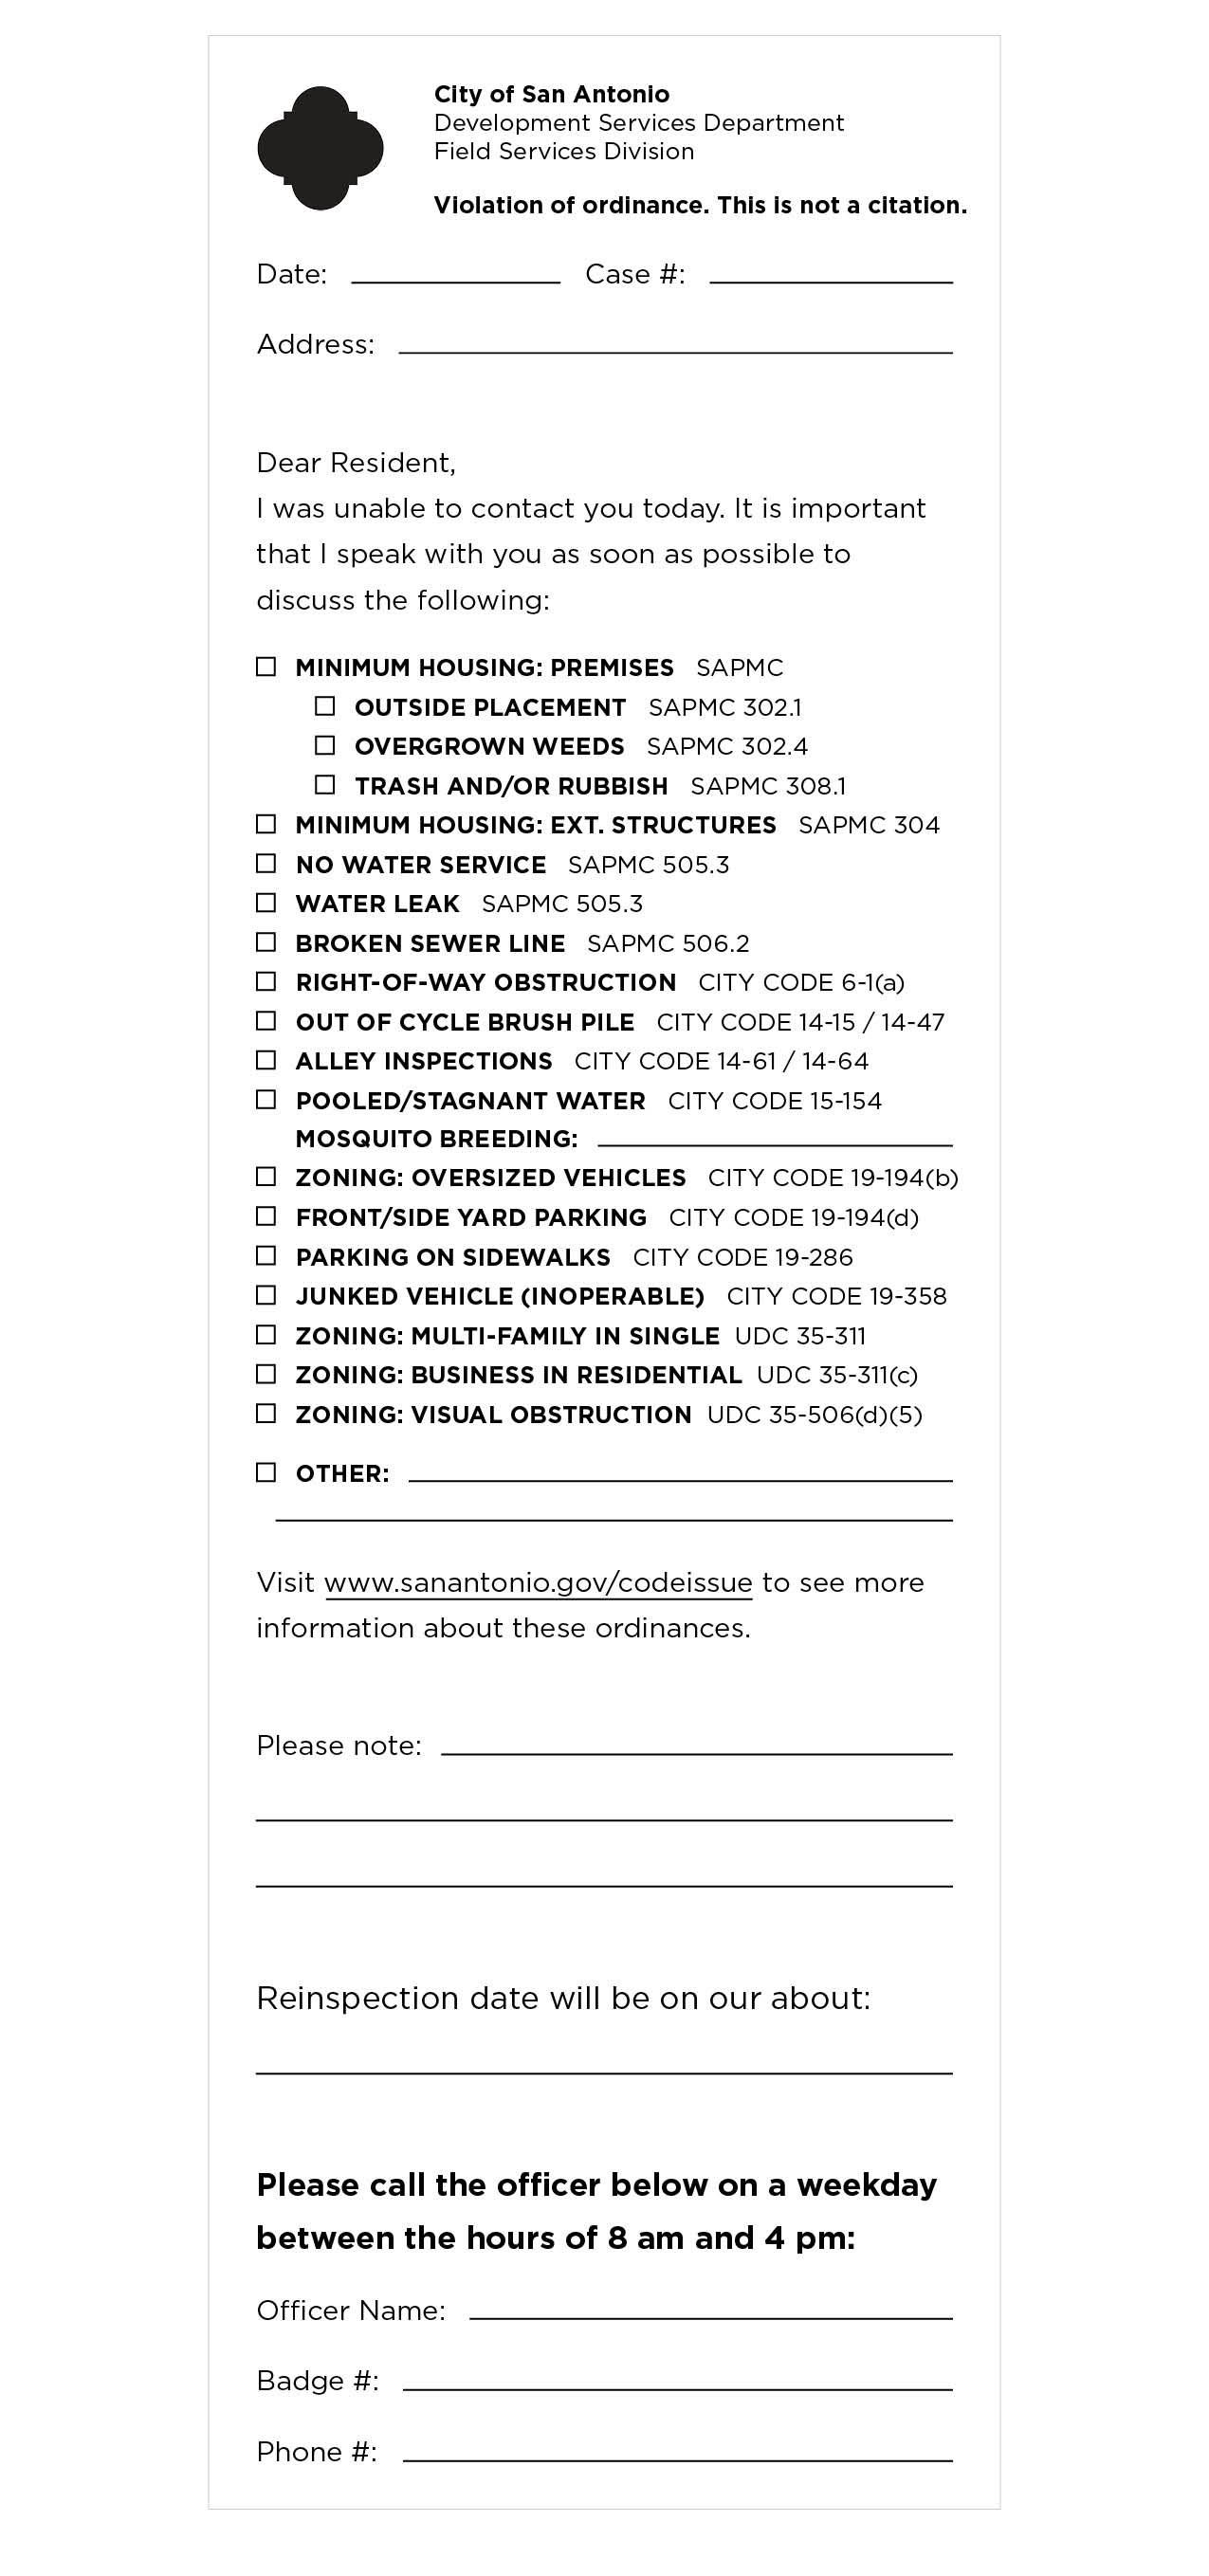 City of San Antonio
Development Services Department
Field Services Division
Violation of ordinance. This is not a citation.
Date: Case #:
Address:
Dear Resident,
I was unable to contact you today. It is important
that I speak with you as soon as possible to
discuss the following:
MINIMUM HOUSING: PREMISES SAPMC
OUTSIDE PLACEMENT SAPMC 302.1
OVERGROWN WEEDS SAPMC 302.4
TRASH AND/OR RUBBISH SAPMC 308.1
MINIMUM HOUSING: EXT. STRUCTURES SAPMC 304
NO WATER SERVICE SAPMC 505.3
WATER LEAK SAPMC 505.3
BROKEN SEWER LINE SAPMC 506.2
RIGHT-OF-WAY OBSTRUCTION CITY CODE 6-1(a)
OUT OF CYCLE BRUSH PILE CITY CODE 14-15 / 14-47
ALLEY INSPECTIONS CITY CODE 14-61 / 14-64
POOLED/STAGNANT WATER CITY CODE 15-154
MOSQUITO BREEDING:
ZONING: OVERSIZED VEHICLES CITY CODE 19-194(b)
FRONT/SIDE YARD PARKING CITY CODE 19-194(d)
PARKING ON SIDEWALKS CITY CODE 19-286
JUNKED VEHICLE (INOPERABLE) CITY CODE 19-358
ZONING: MULTI-FAMILY IN SINGLE UDC 35-311
ZONING: BUSINESS IN RESIDENTIAL UDC 35-311(c)
ZONING: VISUAL OBSTRUCTION UDC 35-506(d)(5)
OTHER:
Visit www.sanantonio.gov/codeissue to see more
information about these ordinances.
Please note:
Reinspection date will be on our about:
Please call the officer below on a weekday
between the hours of 8 am and 4 pm:
Officer Name:
Badge #:
Phone #: